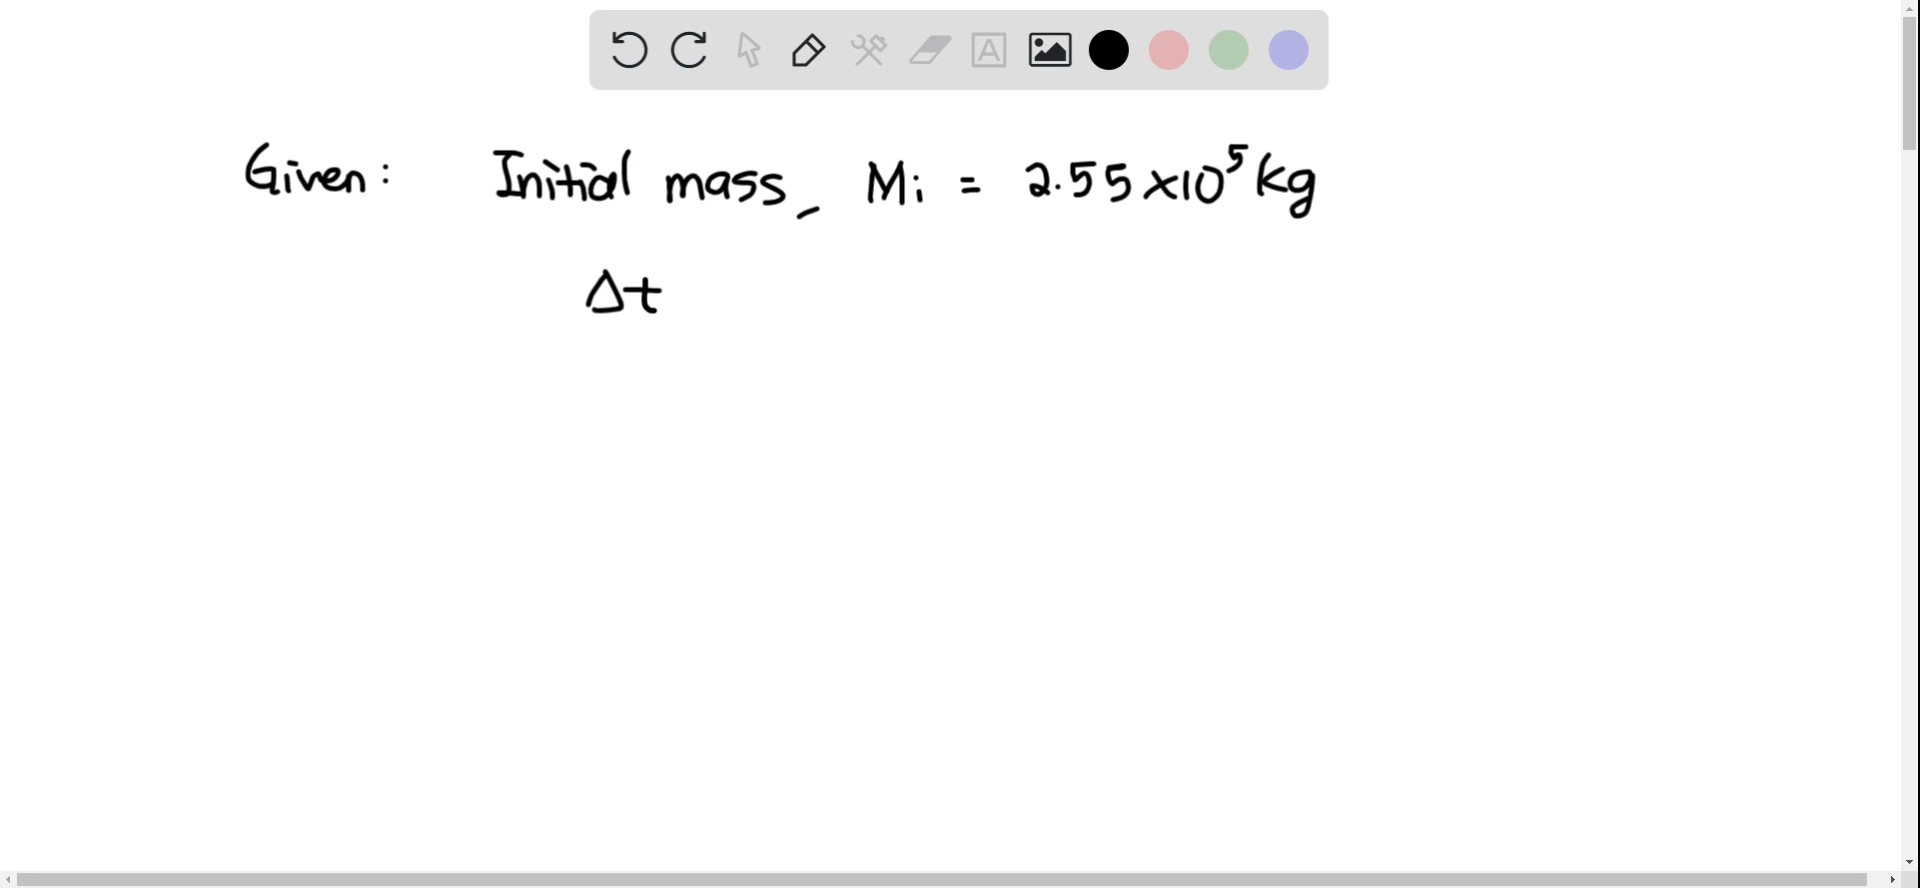 Given: Initial mass, Mi = 2.55 ×10⁵ kg
Δt